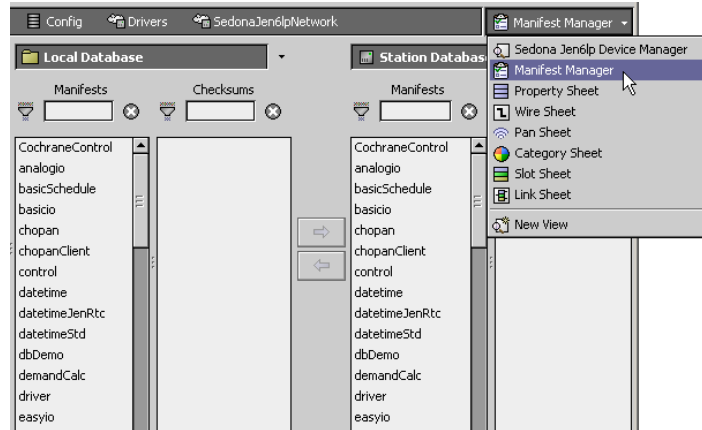 Config Drivers SedonaJen6lpNetwork Manifest Manager
Local Database
Manifests Checksums
CochraneControl
analogio
basicSchedule
basicio
chopan
chopanClient
control
datetime
datetimeJenRtc
datetimeStd
dbDemo
demandCalc
driver
easyio
Station Databas
Manifests
CochraneControl
analogio
basicSchedule
basicio
chopan
chopanClient
control
datetime
datetimeJenRtc
datetimeStd
dbDemo
demandCalc
driver
easyio
Sedona Jen6lp Device Manager
Manifest Manager
Property Sheet
Wire Sheet
Pan Sheet
Category Sheet
Slot Sheet
Link Sheet
New View